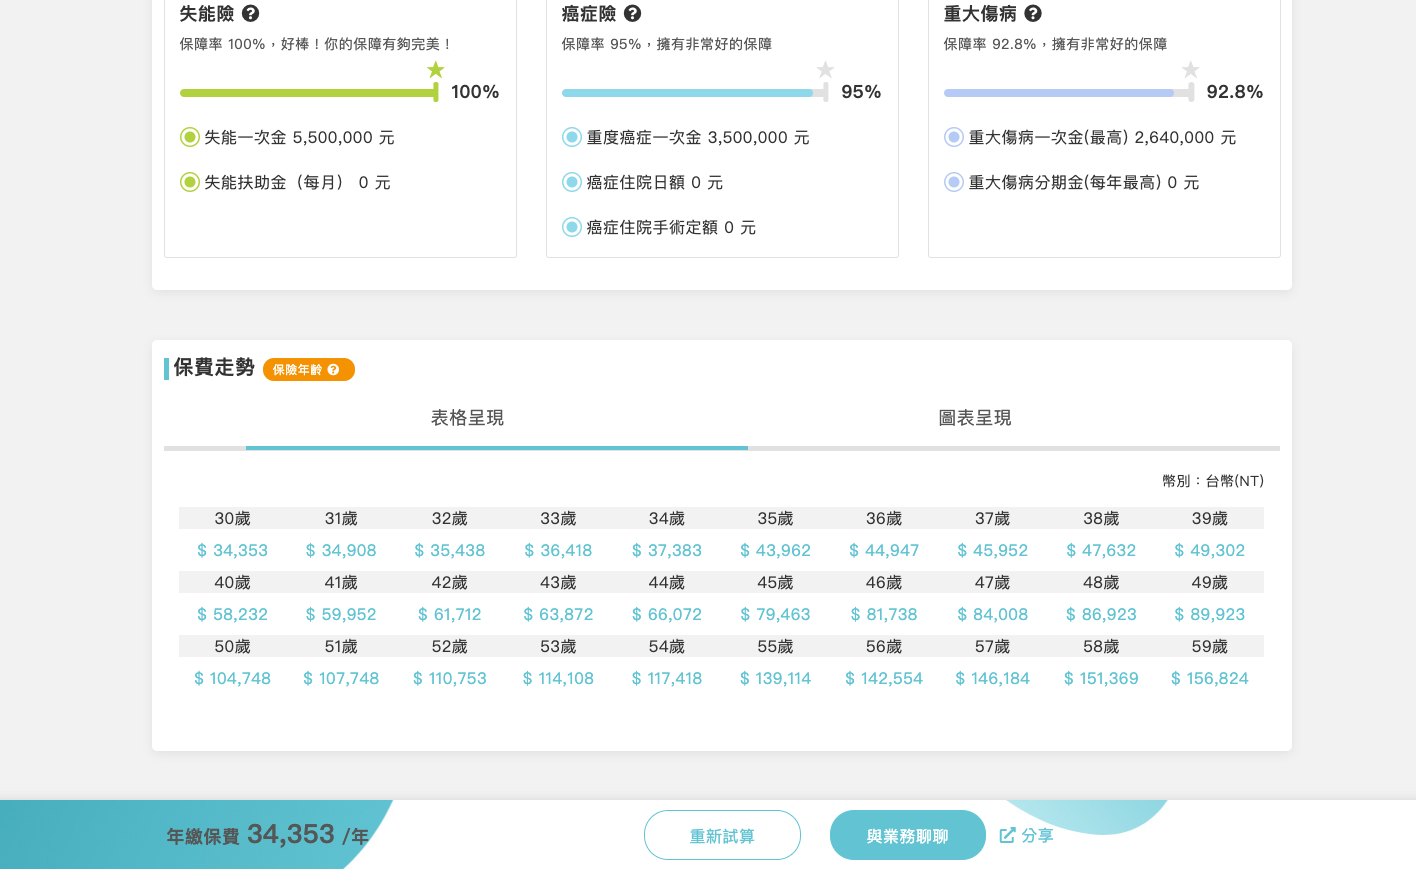 失能險
保障率 100%，好棒！你的保障有夠完美！
100%
失能一次金 5,500,000 元
失能扶助金（每月） 0 元
癌症險
保障率 95%，擁有非常好的保障
95%
重度癌症一次金 3,500,000 元
癌症住院日額 0 元
癌症住院手術定額 0 元
重大傷病
保障率 92.8%，擁有非常好的保障
92.8%
重大傷病一次金(最高) 2,640,000 元
重大傷病分期金(每年最高) 0 元
保費走勢 保險年齡
表格呈現 圖表呈現
幣別：台幣(NT)
30歲 31歲 32歲 33歲 34歲 35歲 36歲 37歲 38歲 39歲
$ 34,353 $ 34,908 $ 35,438 $ 36,418 $ 37,383 $ 43,962 $ 44,947 $ 45,952 $ 47,632 $ 49,302
40歲 41歲 42歲 43歲 44歲 45歲 46歲 47歲 48歲 49歲
$ 58,232 $ 59,952 $ 61,712 $ 63,872 $ 66,072 $ 79,463 $ 81,738 $ 84,008 $ 86,923 $ 89,923
50歲 51歲 52歲 53歲 54歲 55歲 56歲 57歲 58歲 59歲
$ 104,748 $ 107,748 $ 110,753 $ 114,108 $ 117,418 $ 139,114 $ 142,554 $ 146,184 $ 151,369 $ 156,824
年繳保費 34,353 /年 重新試算 與業務聊聊 分享